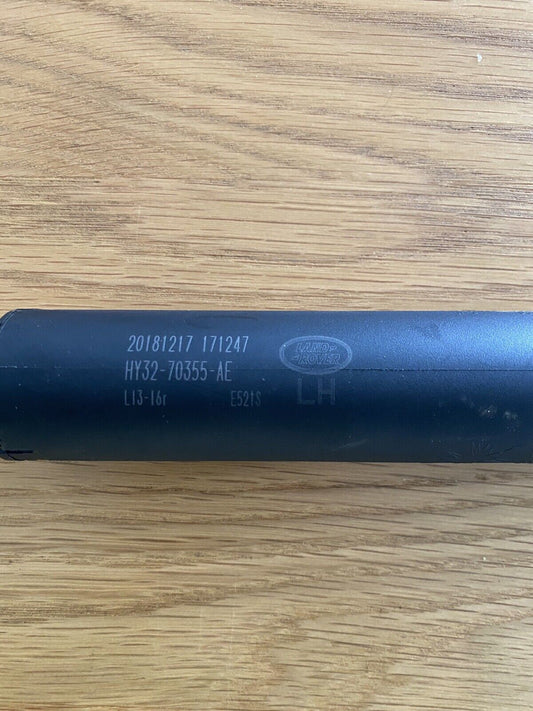 20181217 171247
HY32-70355-AE
L13-16r E521S
LAND-
-ROVER
LH